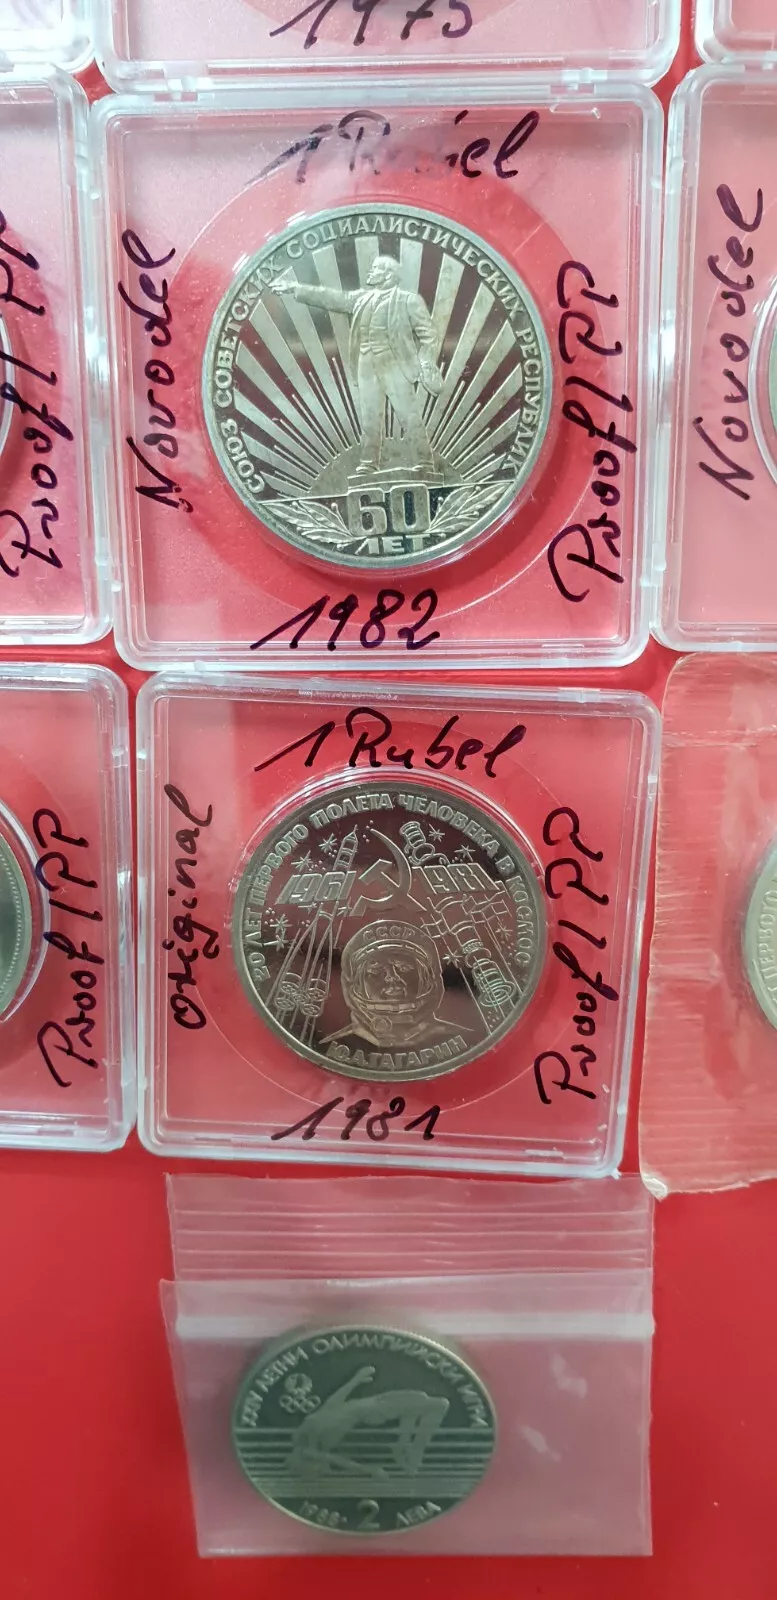 1975
1 Rubel
Novodel
СОЮЗ СОВЕТСКИХ СОЦИАЛИСТИЧЕСКИХ РЕСПУБЛИК
60
ЛЕТ
Proof / PP
1982
Proof / PP
Novodel
1 Rubel
original
20 ЛЕТ ПЕРВОГО ПОЛЕТА ЧЕЛОВЕКА В КОСМОС
1961 1981
СССР
Ю.А.ГАГАРИН
Proof / PP
1981
Proof / PP
ПЕРВОГО
XXIV ЛЕТНИ ОЛИМПИЙСКИ ИГРИ
1988 · 2 ЛЕВА